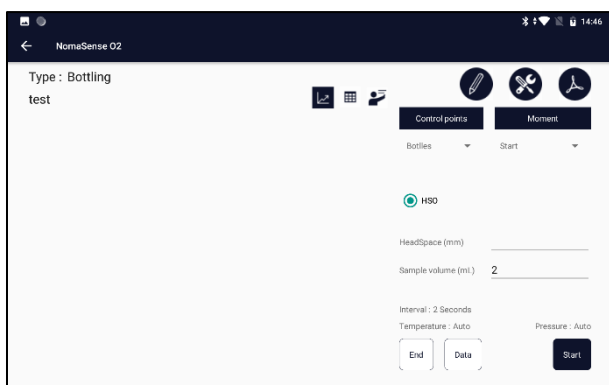 14:46
NomaSense O2
Type : Bottling
test
Control points Moment
Botlles Start
HSO
HeadSpace (mm)
Sample volume (mL) 2
Interval : 2 Seconds
Temperature : Auto Pressure : Auto
End Data Start